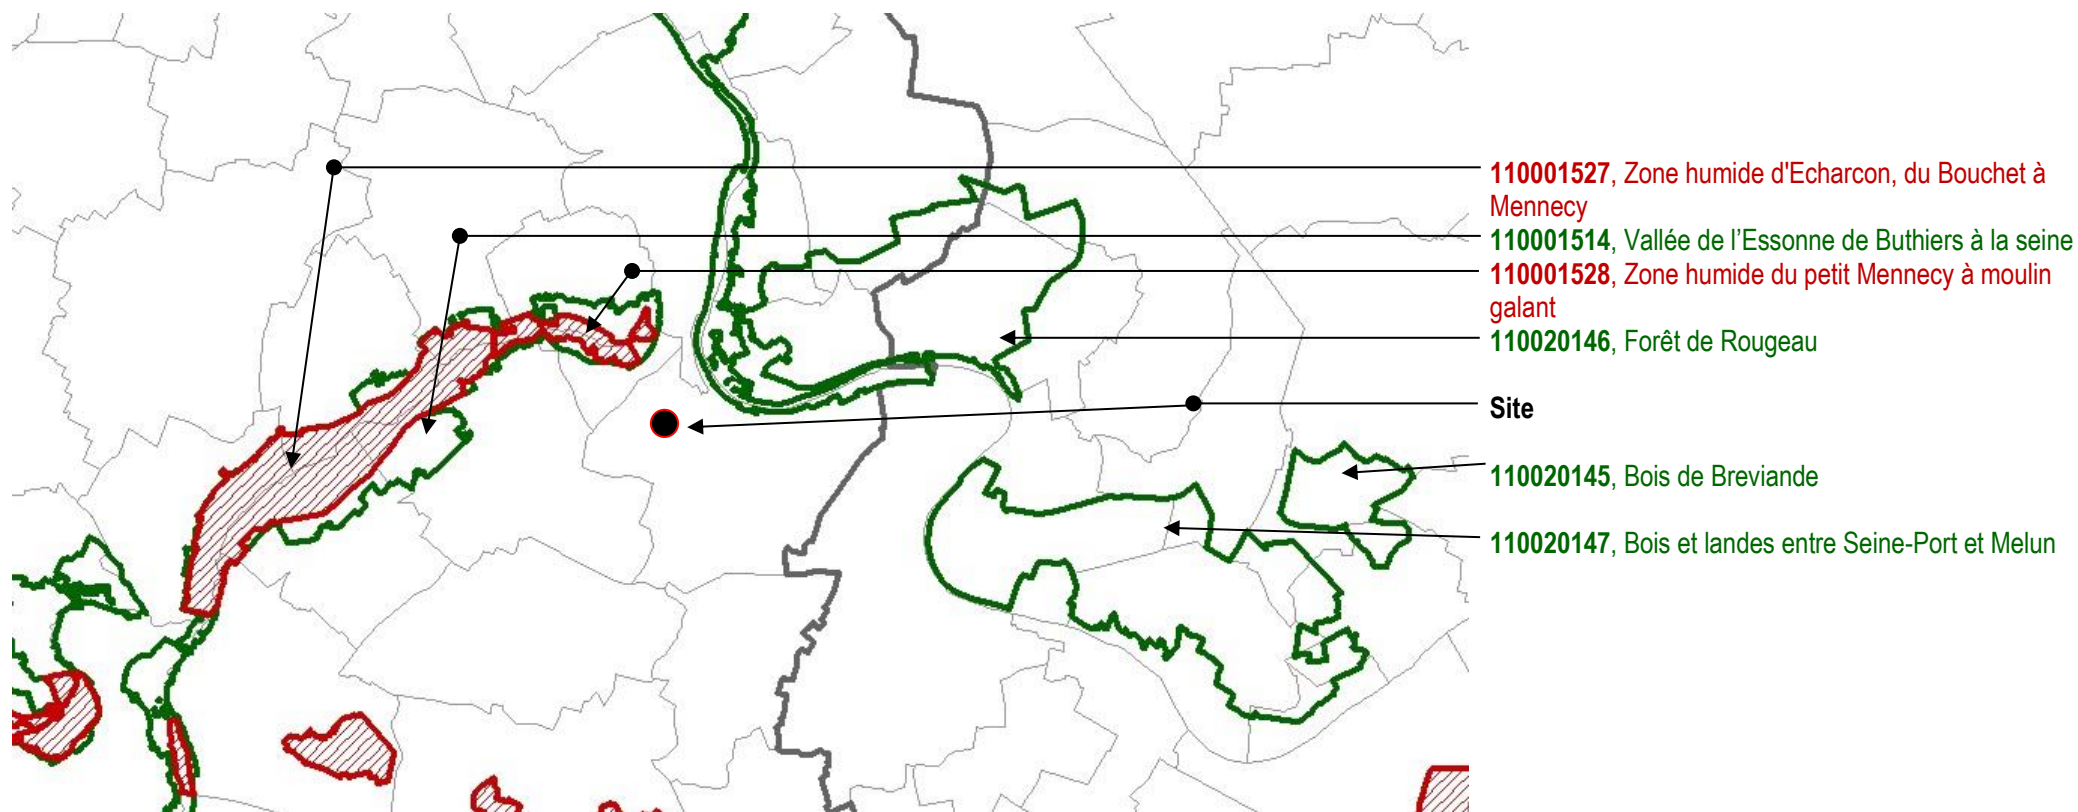 110001527, Zone humide d'Echarcon, du Bouchet à
Mennecy
110001514, Vallée de l’Essonne de Buthiers à la seine
110001528, Zone humide du petit Mennecy à moulin
galant
110020146, Forêt de Rougeau
Site
110020145, Bois de Breviande
110020147, Bois et landes entre Seine-Port et Melun